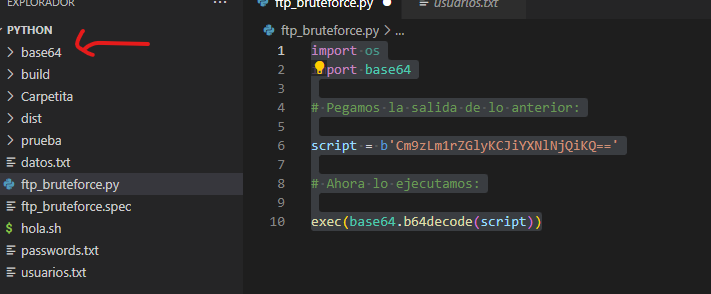 EXPLORADOR
PYTHON
base64
build
Carpetita
dist
prueba
datos.txt
ftp_bruteforce.py
ftp_bruteforce.spec
hola.sh
passwords.txt
usuarios.txt
ftp_bruteforce.py
usuarios.txt
ftp_bruteforce.py > ...
1 import os
2 port base64
3
4 # Pegamos la salida de lo anterior:
5
6 script = b'Cm9zLm1rZGlyKCJiYXNlNjQiKQ=='
7
8 # Ahora lo ejecutamos:
9
10 exec(base64.b64decode(script))